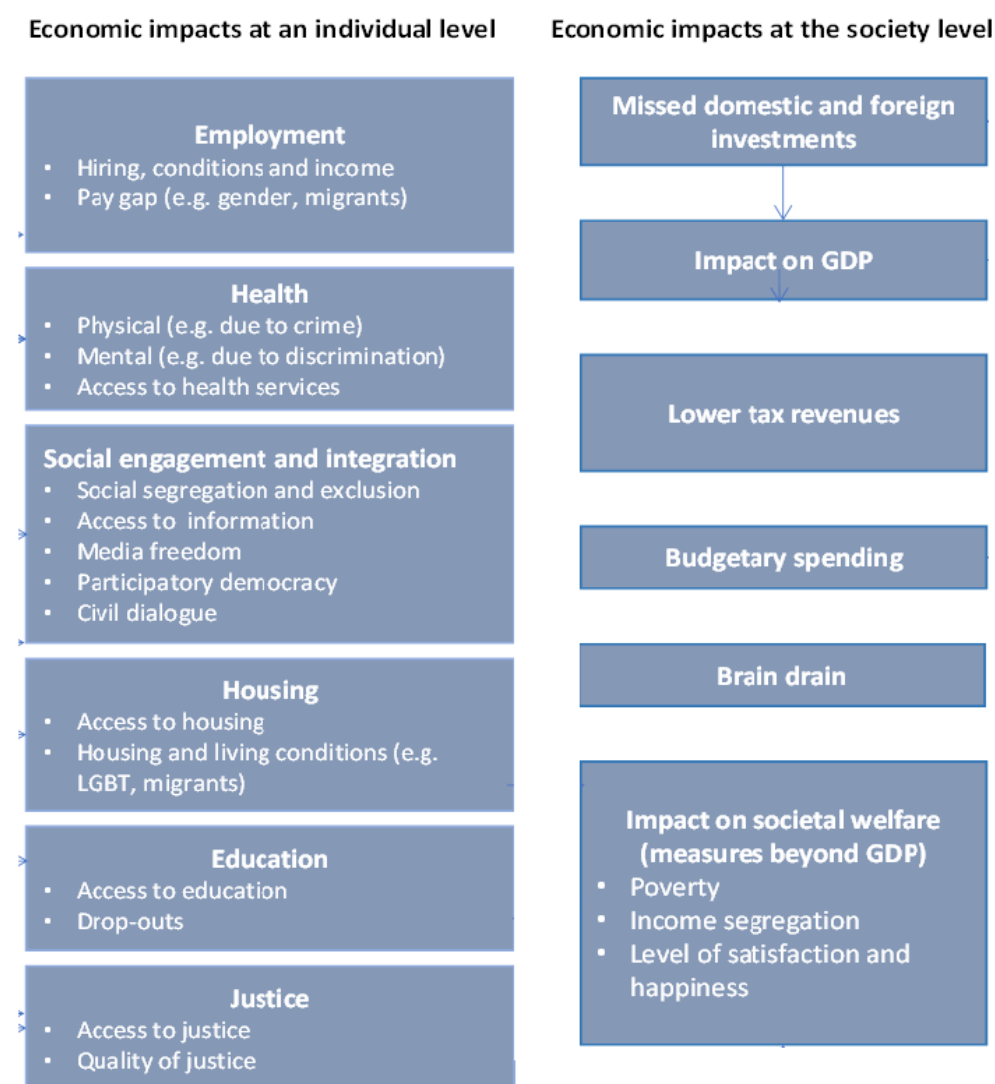 Economic impacts at an individual level
Employment
▪ Hiring, conditions and income
▪ Pay gap (e.g. gender, migrants)
Health
▪ Physical (e.g. due to crime)
▪ Mental (e.g. due to discrimination)
▪ Access to health services
Social engagement and integration
▪ Social segregation and exclusion
▪ Access to information
▪ Media freedom
▪ Participatory democracy
▪ Civil dialogue
Housing
▪ Access to housing
▪ Housing and living conditions (e.g.
LGBT, migrants)
Education
▪ Access to education
▪ Drop-outs
Justice
▪ Access to justice
▪ Quality of justice
Economic impacts at the society level
Missed domestic and foreign
investments
Impact on GDP
Lower tax revenues
Budgetary spending
Brain drain
Impact on societal welfare
(measures beyond GDP)
• Poverty
• Income segregation
• Level of satisfaction and
happiness